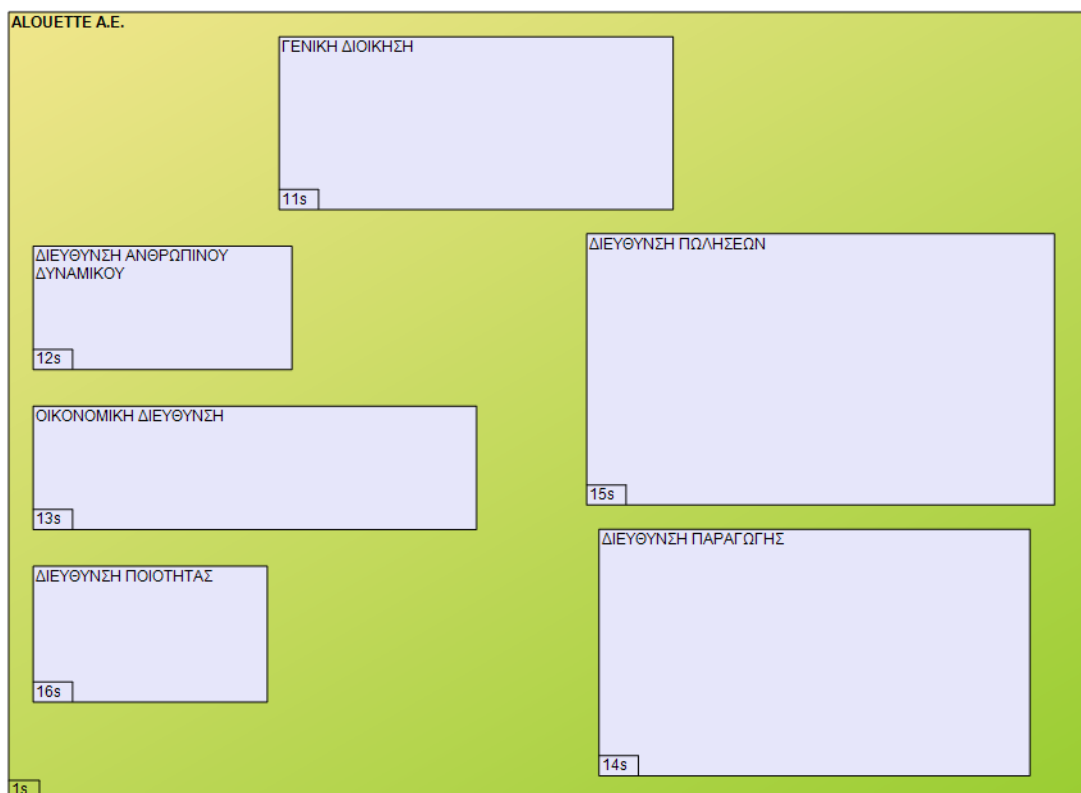 ALOUETTE A.E.
ΓΕΝΙΚΗ ΔΙΟΙΚΗΣΗ
11s
ΔΙΕΥΘΥΝΣΗ ΑΝΘΡΩΠΙΝΟΥ
ΔΥΝΑΜΙΚΟΥ
12s
ΔΙΕΥΘΥΝΣΗ ΠΩΛΗΣΕΩΝ
15s
ΟΙΚΟΝΟΜΙΚΗ ΔΙΕΥΘΥΝΣΗ
13s
ΔΙΕΥΘΥΝΣΗ ΠΑΡΑΓΩΓΗΣ
14s
ΔΙΕΥΘΥΝΣΗ ΠΟΙΟΤΗΤΑΣ
16s
1s